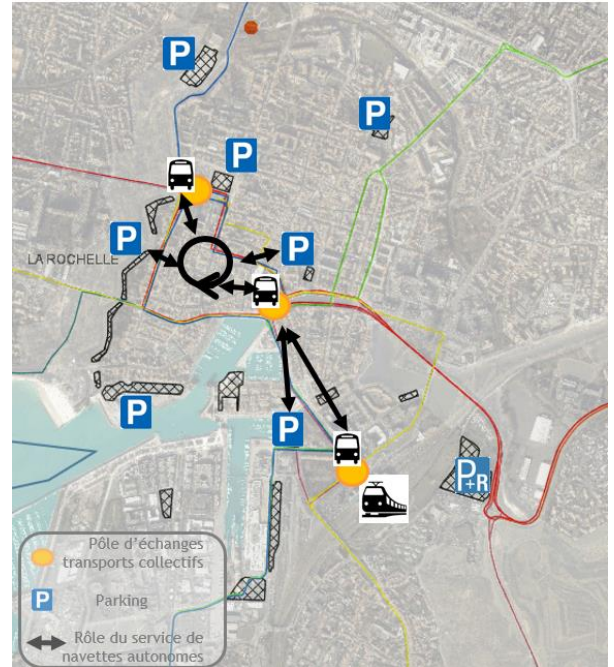 P
P
P
P
LA ROCHELLE
P
P
P
P+R
Pôle d'échanges
transports collectifs
P
Parking
Rôle du service de
navettes autonomes